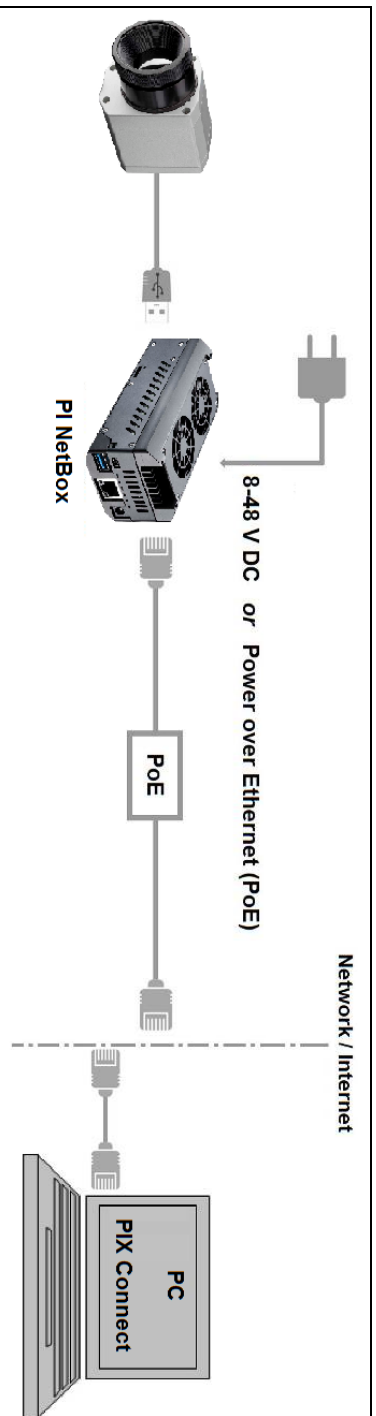 PI NetBox
8-48 V DC or Power over Ethernet (PoE)
PoE
Network / Internet
PC
PIX Connect